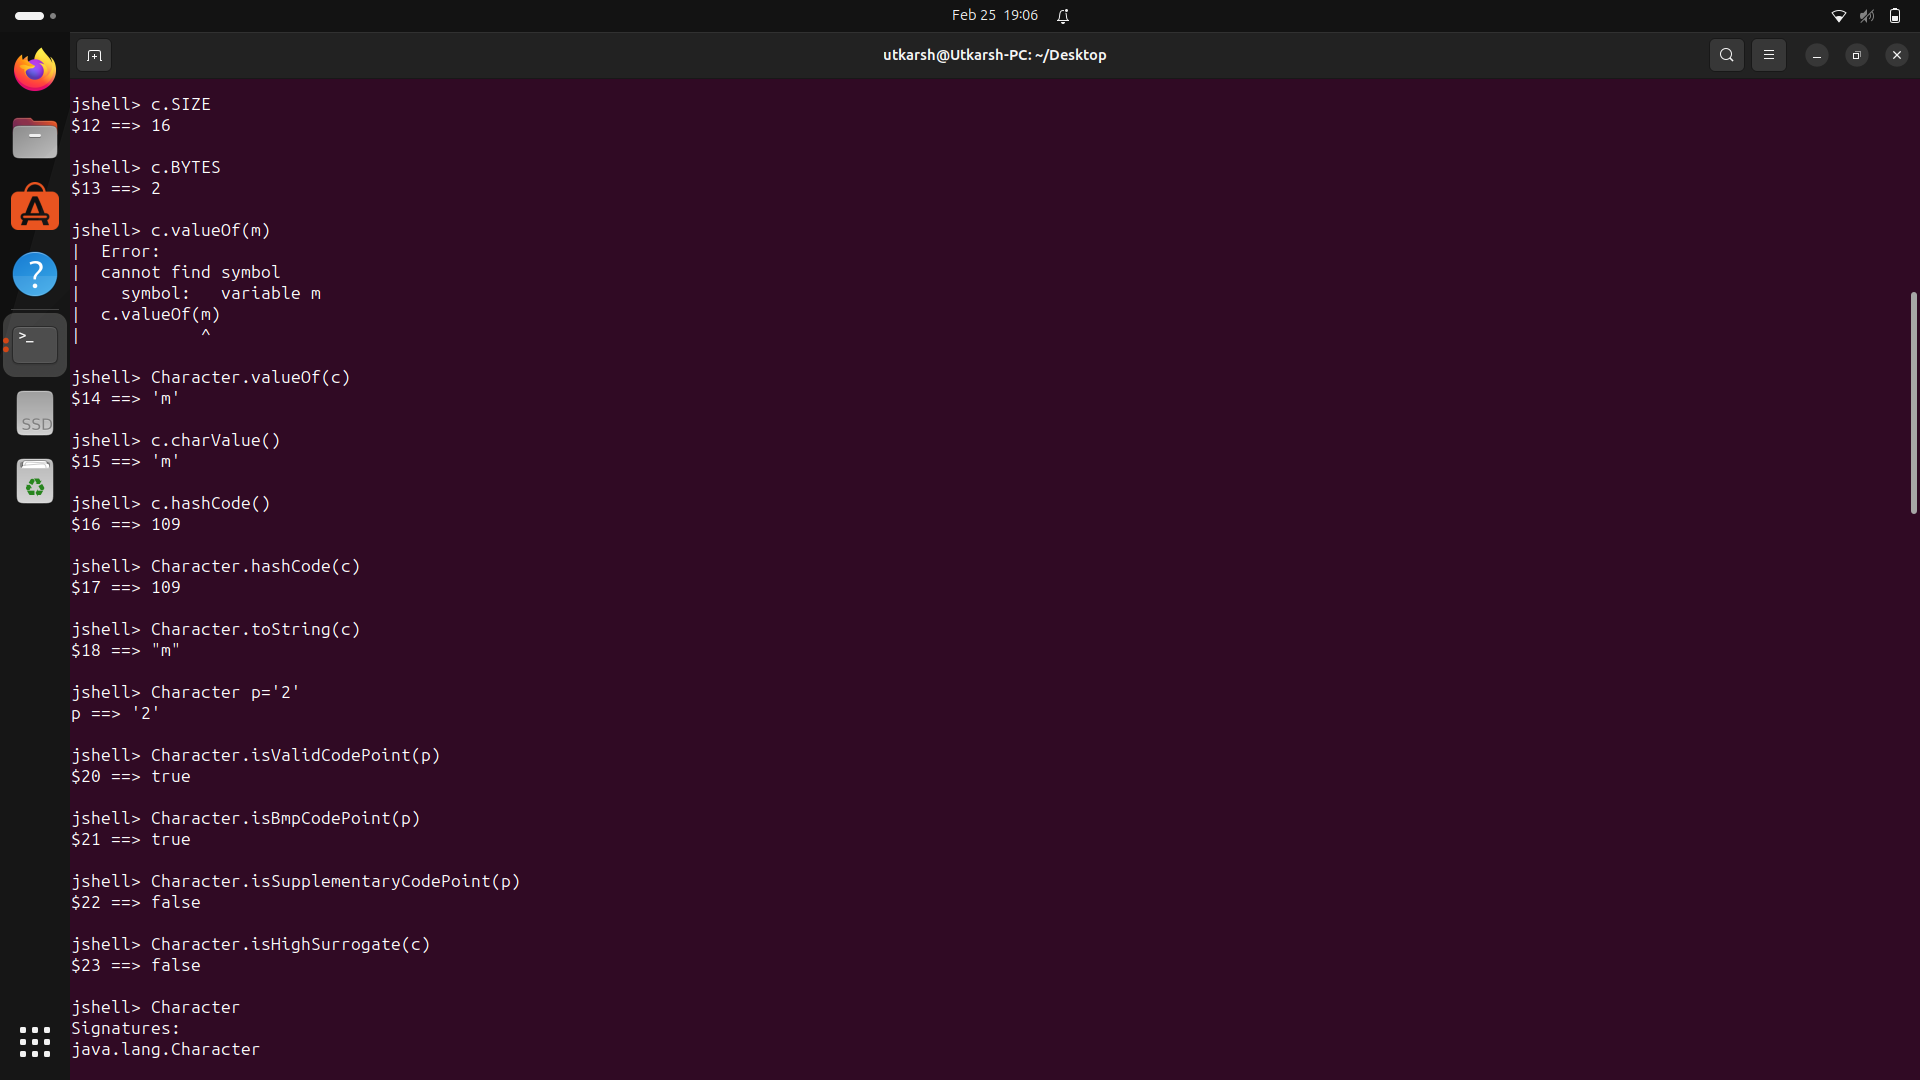 Feb 25 19:06
utkarsh@Utkarsh-PC: ~/Desktop
jshell> c.SIZE
$12 ==> 16
jshell> c.BYTES
$13 ==> 2
jshell> c.valueOf(m)
|  Error:
|  cannot find symbol
|    symbol:   variable m
|  c.valueOf(m)
|            ^
jshell> Character.valueOf(c)
$14 ==> 'm'
jshell> c.charValue()
$15 ==> 'm'
jshell> c.hashCode()
$16 ==> 109
jshell> Character.hashCode(c)
$17 ==> 109
jshell> Character.toString(c)
$18 ==> "m"
jshell> Character p='2'
p ==> '2'
jshell> Character.isValidCodePoint(p)
$20 ==> true
jshell> Character.isBmpCodePoint(p)
$21 ==> true
jshell> Character.isSupplementaryCodePoint(p)
$22 ==> false
jshell> Character.isHighSurrogate(c)
$23 ==> false
jshell> Character
Signatures:
java.lang.Character
SSD